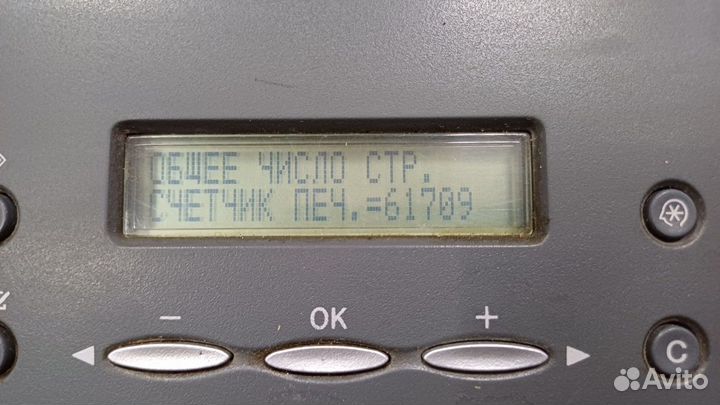 ОБЩЕЕ ЧИСЛО СТР.
СЧЕТЧИК ПЕЧ.=61709
− OK +
C
Avito